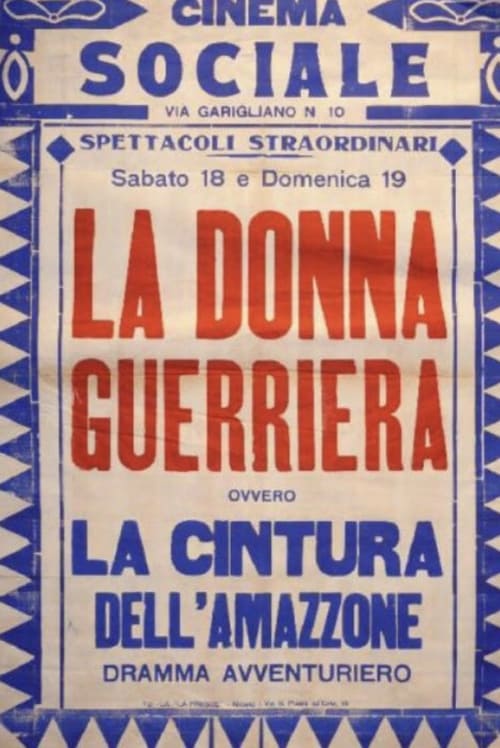 CINEMA
SOCIALE
VIA GARIGLIANO N 10
SPETTACOLI STRAORDINARI
Sabato 18 e Domenica 19
LA DONNA
GUERRIERA
OVVERO
LA CINTURA
DELL'AMAZZONE
DRAMMA AVVENTURIERO